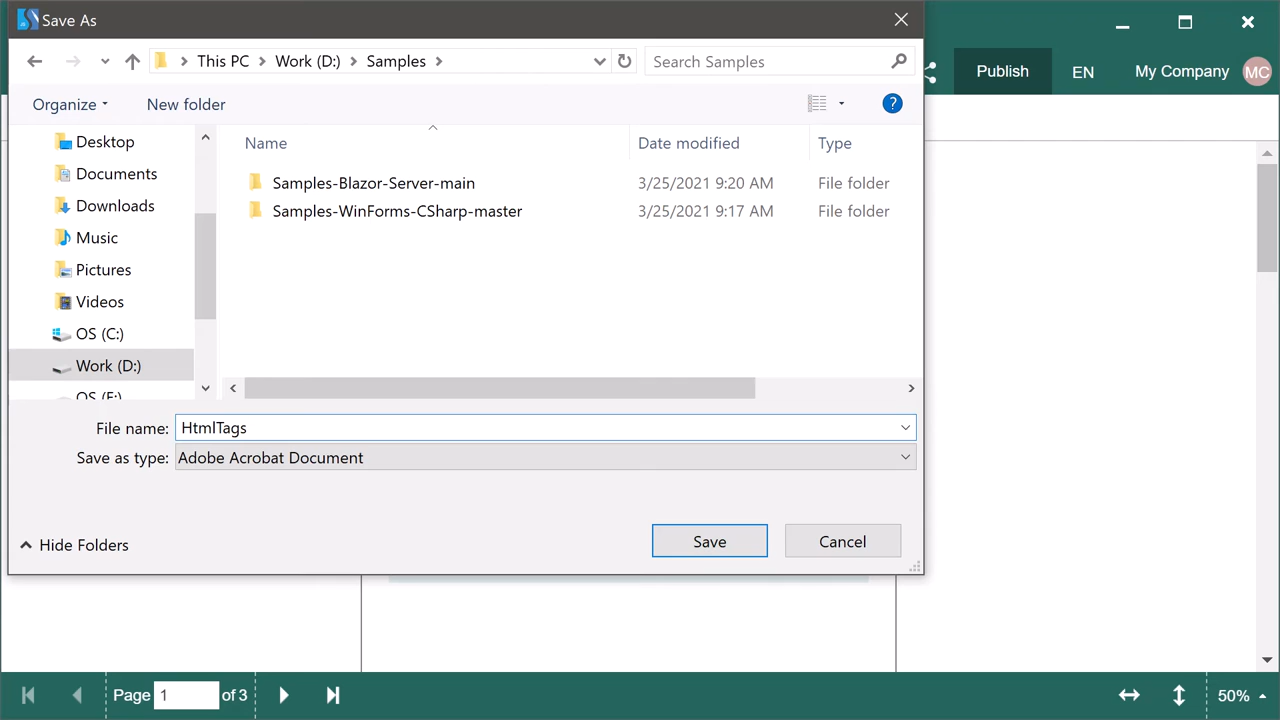 Save As
This PC Work (D:) Samples
Search Samples
Publish
EN
My Company
MC
Organize
New folder
?
Desktop
Documents
Downloads
Music
Pictures
Videos
OS (C:)
Work (D:)
OS (E:)
Name Date modified Type
Samples-Blazor-Server-main 3/25/2021 9:20 AM File folder
Samples-WinForms-CSharp-master 3/25/2021 9:17 AM File folder
File name: HtmlTags
Save as type: Adobe Acrobat Document
Hide Folders
Save
Cancel
Page 1 of 3
50%